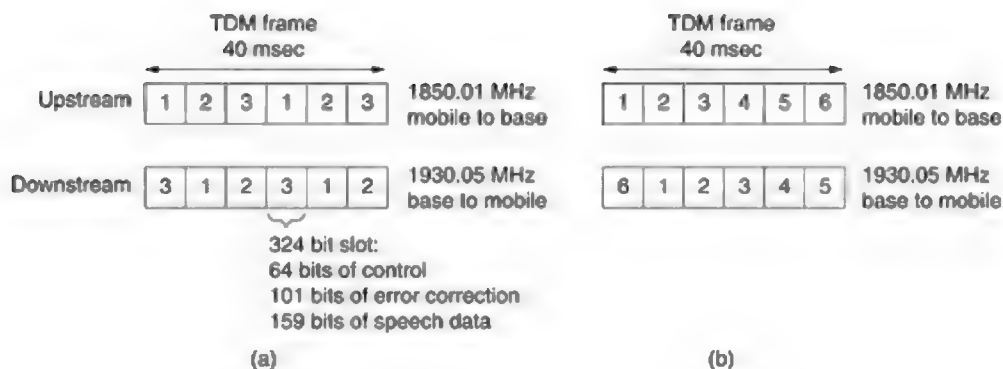 TDM frame
40 msec
Upstream 1 2 3 1 2 3 1850.01 MHz
mobile to base
Downstream 3 1 2 3 1 2 1930.05 MHz
base to mobile
324 bit slot:
64 bits of control
101 bits of error correction
159 bits of speech data
(a)
TDM frame
40 msec
1 2 3 4 5 6 1850.01 MHz
mobile to base
6 1 2 3 4 5 1930.05 MHz
base to mobile
(b)